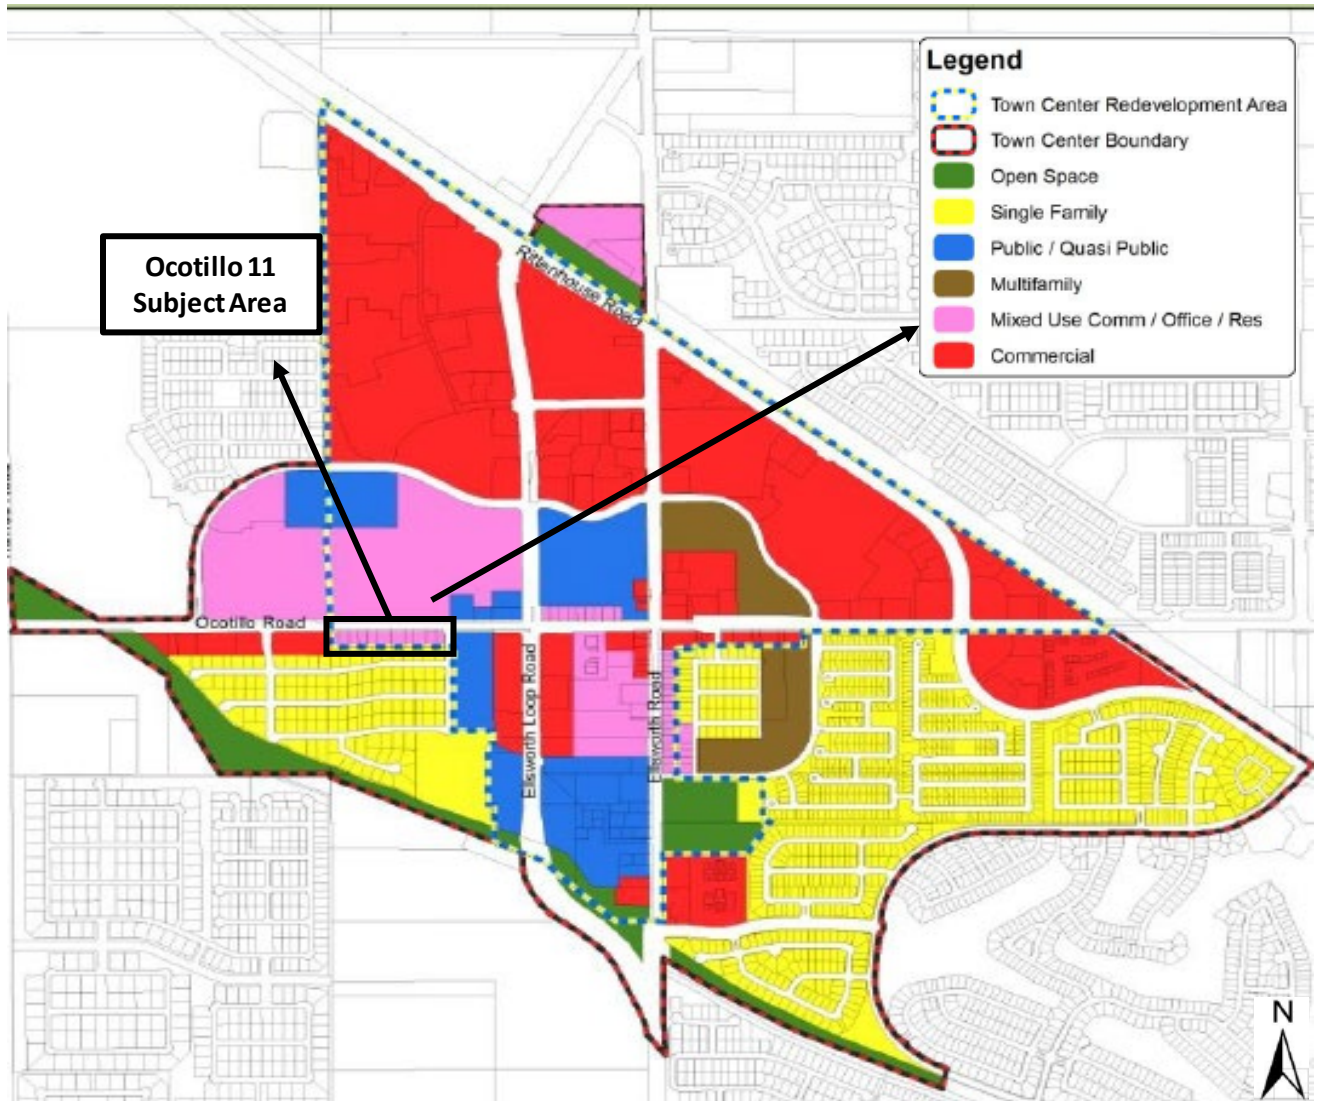 Legend
Town Center Redevelopment Area
Town Center Boundary
Open Space
Single Family
Public / Quasi Public
Multifamily
Mixed Use Comm / Office / Res
Commercial
Ocotillo 11
Subject Area
Rittenhouse Road
Ocotillo Road
Ellsworth Loop Road
Ellsworth Road
N